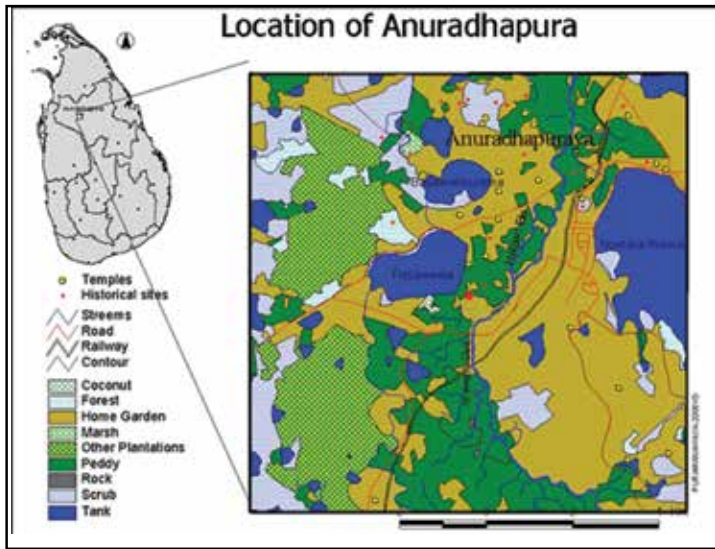 Location of Anuradhapura
Anuradhapuraya
Temples
Historical sites
Streems
Road
Railway
Contour
Coconut
Forest
Home Garden
Marsh
Other Plantations
Peddy
Rock
Scrub
Tank